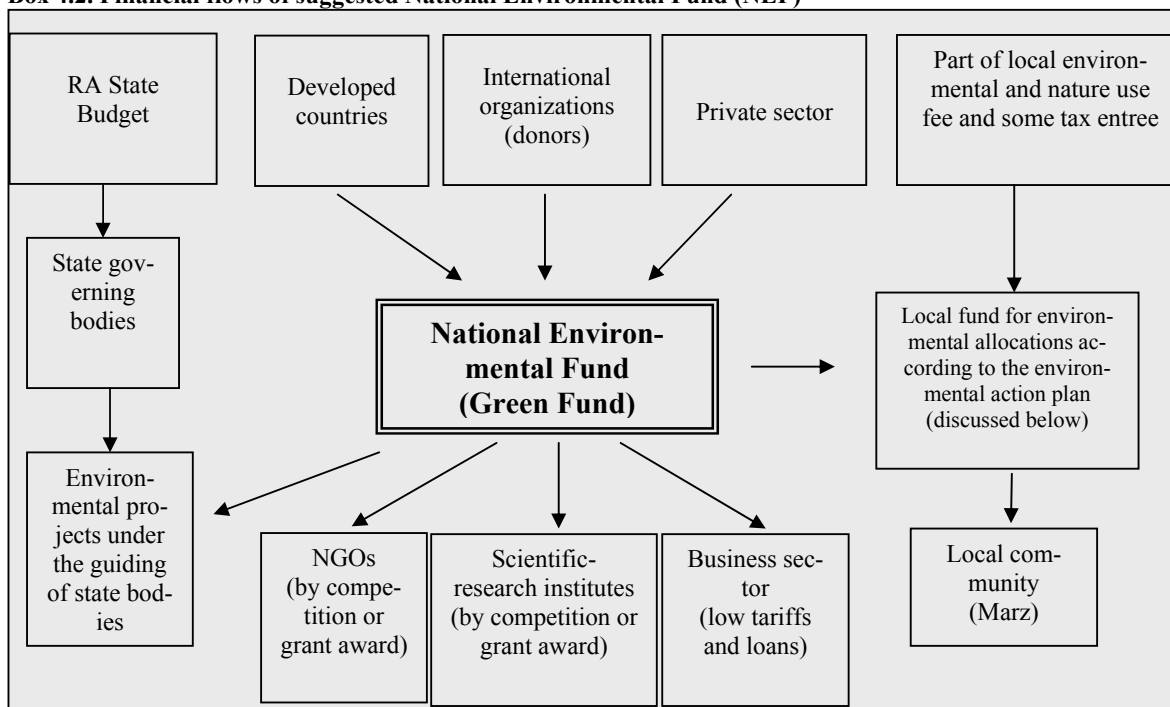 Box 4.2. Financial flows of suggested National Environmental Fund (NEF)
RA State
Budget
Developed
countries
International
organizations
(donors)
Private sector
Part of local environ-
mental and nature use
fee and some tax entree
State gov-
erning
bodies
National Environ-
mental Fund
(Green Fund)
Local fund for environ-
mental allocations ac-
cording to the environ-
mental action plan
(discussed below)
Environ-
mental pro-
jects under
the guiding
of state bod-
ies
NGOs
(by compe-
tition or
grant award)
Scientific-
research institutes
(by competition or
grant award)
Business sec-
tor
(low tariffs
and loans)
Local com-
munity
(Marz)